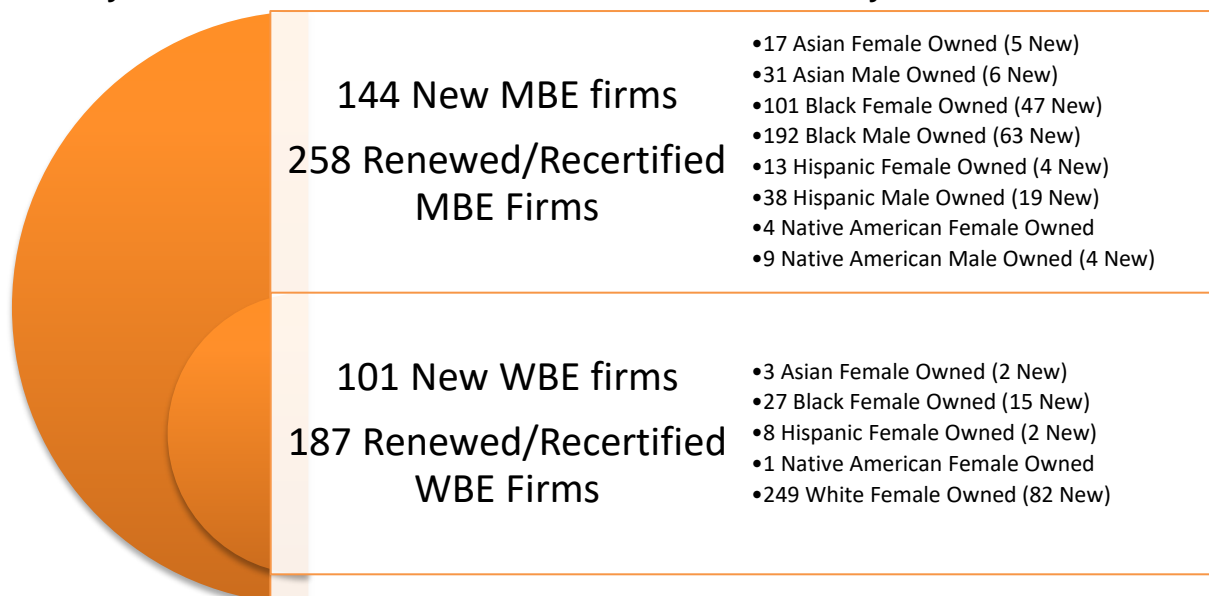 144 New MBE firms
258 Renewed/Recertified
MBE Firms
•17 Asian Female Owned (5 New)
•31 Asian Male Owned (6 New)
•101 Black Female Owned (47 New)
•192 Black Male Owned (63 New)
•13 Hispanic Female Owned (4 New)
•38 Hispanic Male Owned (19 New)
•4 Native American Female Owned
•9 Native American Male Owned (4 New)
101 New WBE firms
187 Renewed/Recertified
WBE Firms
•3 Asian Female Owned (2 New)
•27 Black Female Owned (15 New)
•8 Hispanic Female Owned (2 New)
•1 Native American Female Owned
•249 White Female Owned (82 New)